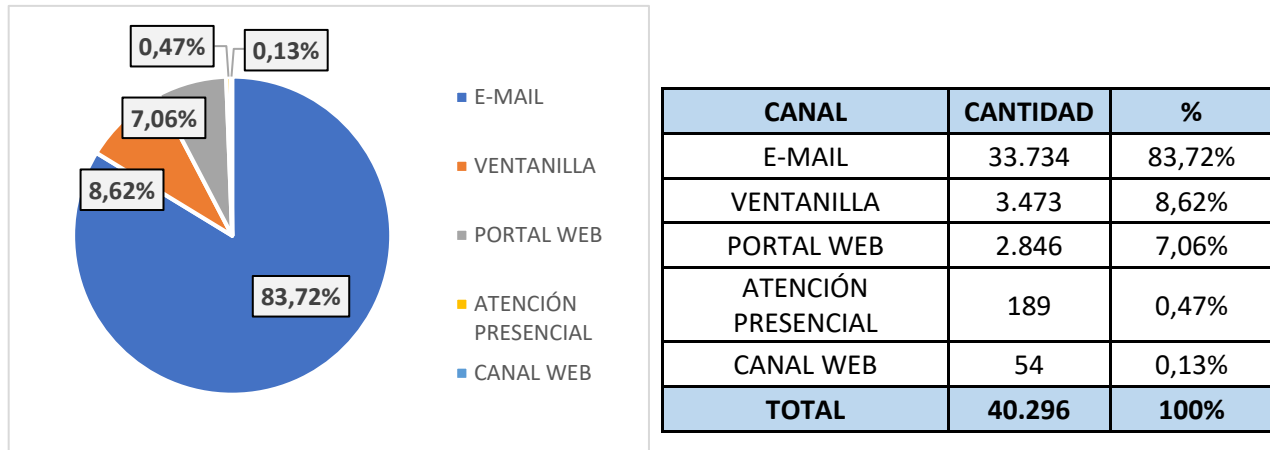 0,47%
0,13%
7,06%
8,62%
83,72%
E-MAIL
VENTANILLA
PORTAL WEB
ATENCIÓN
PRESENCIAL
CANAL WEB
CANAL CANTIDAD %
E-MAIL 33.734 83,72%
VENTANILLA 3.473 8,62%
PORTAL WEB 2.846 7,06%
ATENCIÓN
PRESENCIAL 189 0,47%
CANAL WEB 54 0,13%
TOTAL 40.296 100%